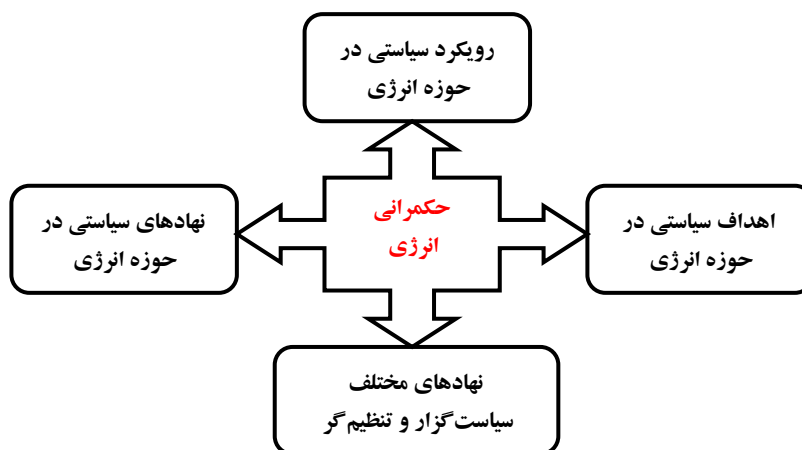 رویکرد سیاستی در
حوزه انرژی
اهداف سیاستی در
حوزه انرژی
حکمرانی
انرژی
نهادهای سیاستی در
حوزه انرژی
نهادهای مختلف
سیاست‌گزار و تنظیم‌گر